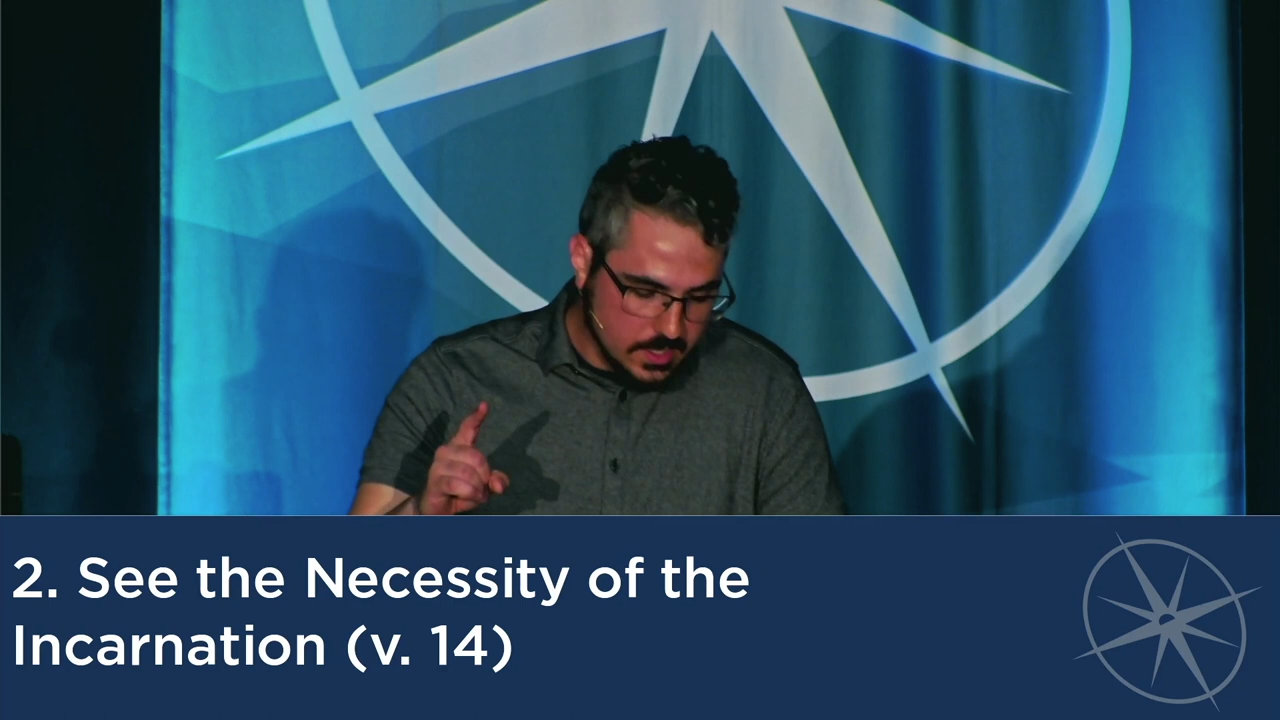 2. See the Necessity of the
Incarnation (v. 14)